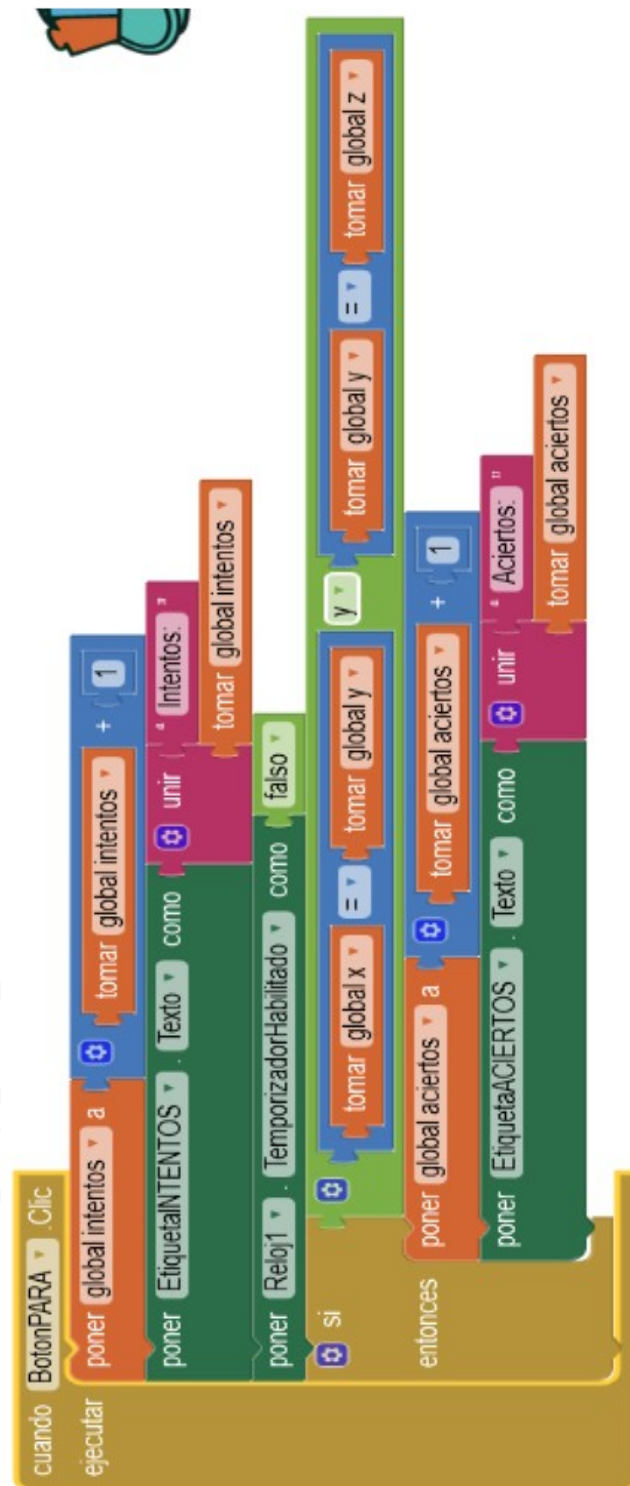 cuando BotonPARA .Clic
ejecutar poner global intentos a tomar global intentos + 1
poner EtiquetaINTENTOS . Texto como unir " Intentos: "
tomar global intentos
poner Reloj1 . TemporizadorHabilitado como falso
si tomar global x = tomar global y y tomar global y = tomar global z
entonces poner global aciertos a tomar global aciertos + 1
poner EtiquetaACIERTOS . Texto como unir " Aciertos: "
tomar global aciertos